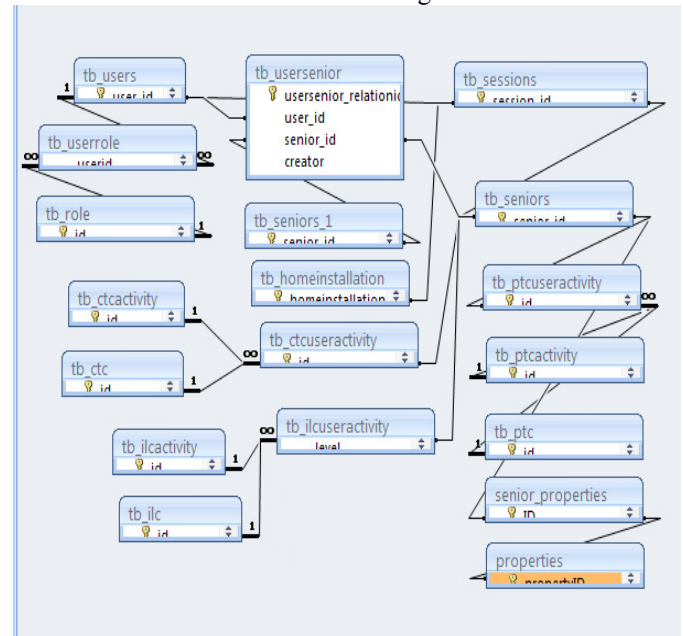 tb_users
user_id
tb_usersenior
usersenior_relationid
user_id
senior_id
creator
tb_sessions
session_id
tb_userrole
userid
tb_role
id
tb_seniors_1
senior_id
tb_seniors
senior_id
tb_homeinstallation
homeinstallation
tb_ptcuseractivity
id
tb_ctcactivity
id
tb_ctcuseractivity
id
tb_ctc
id
tb_ptcactivity
id
tb_ilcactivity
id
tb_ilcuseractivity
level
tb_ptc
id
tb_ilc
id
senior_properties
ID
properties
propertyID
1
∞
∞
1
1
1
∞
1
1
∞
∞
1
1